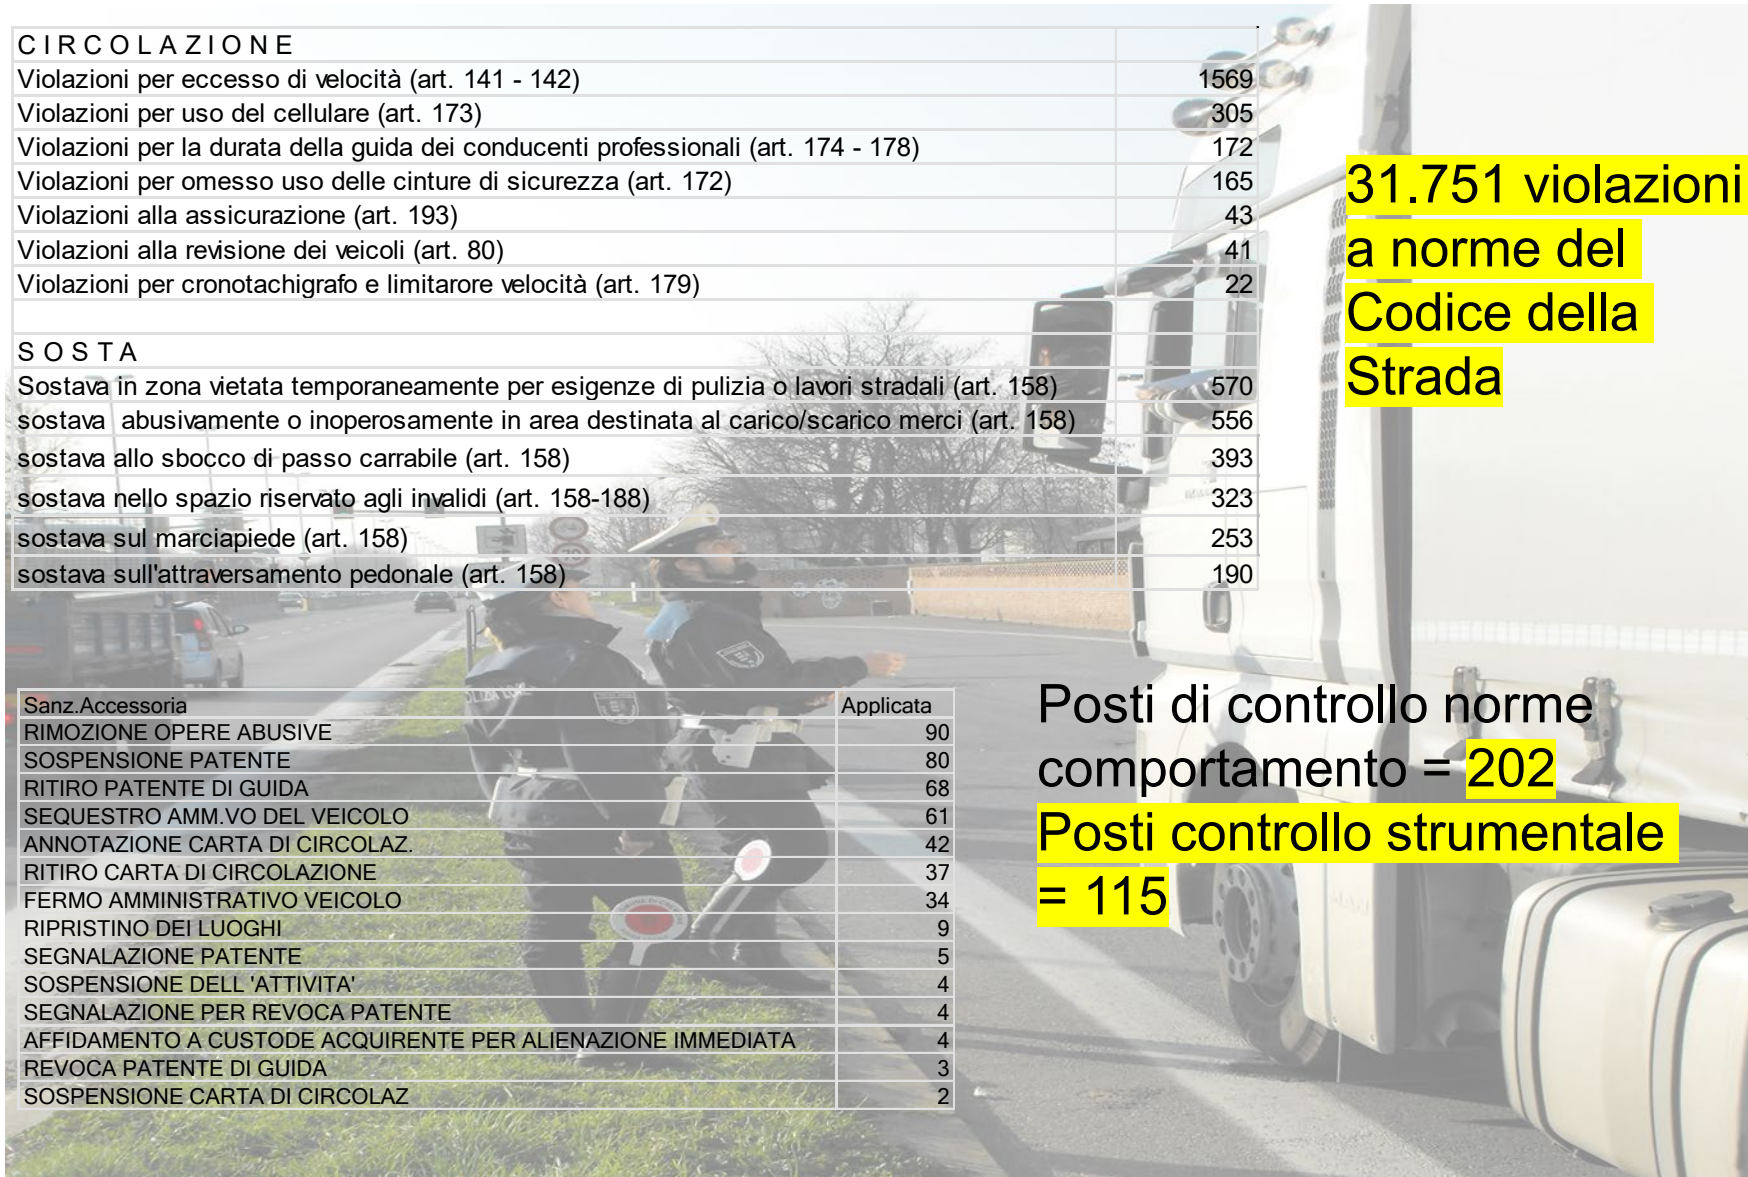 C I R C O L A Z I O N E
Violazioni per eccesso di velocità (art. 141 - 142) 1569
Violazioni per uso del cellulare (art. 173) 305
Violazioni per la durata della guida dei conducenti professionali (art. 174 - 178) 172
Violazioni per omesso uso delle cinture di sicurezza (art. 172) 165
Violazioni alla assicurazione (art. 193) 43
Violazioni alla revisione dei veicoli (art. 80) 41
Violazioni per cronotachigrafo e limitarore velocità (art. 179) 22
S O S T A
Sostava in zona vietata temporaneamente per esigenze di pulizia o lavori stradali (art. 158) 570
sostava abusivamente o inoperosamente in area destinata al carico/scarico merci (art. 158) 556
sostava allo sbocco di passo carrabile (art. 158) 393
sostava nello spazio riservato agli invalidi (art. 158-188) 323
sostava sul marciapiede (art. 158) 253
sostava sull'attraversamento pedonale (art. 158) 190
31.751 violazioni
a norme del
Codice della
Strada
Sanz.Accessoria Applicata
RIMOZIONE OPERE ABUSIVE 90
SOSPENSIONE PATENTE 80
RITIRO PATENTE DI GUIDA 68
SEQUESTRO AMM.VO DEL VEICOLO 61
ANNOTAZIONE CARTA DI CIRCOLAZ. 42
RITIRO CARTA DI CIRCOLAZIONE 37
FERMO AMMINISTRATIVO VEICOLO 34
RIPRISTINO DEI LUOGHI 9
SEGNALAZIONE PATENTE 5
SOSPENSIONE DELL 'ATTIVITA' 4
SEGNALAZIONE PER REVOCA PATENTE 4
AFFIDAMENTO A CUSTODE ACQUIRENTE PER ALIENAZIONE IMMEDIATA 4
REVOCA PATENTE DI GUIDA 3
SOSPENSIONE CARTA DI CIRCOLAZ 2
Posti di controllo norme
comportamento = 202
Posti controllo strumentale
= 115
70